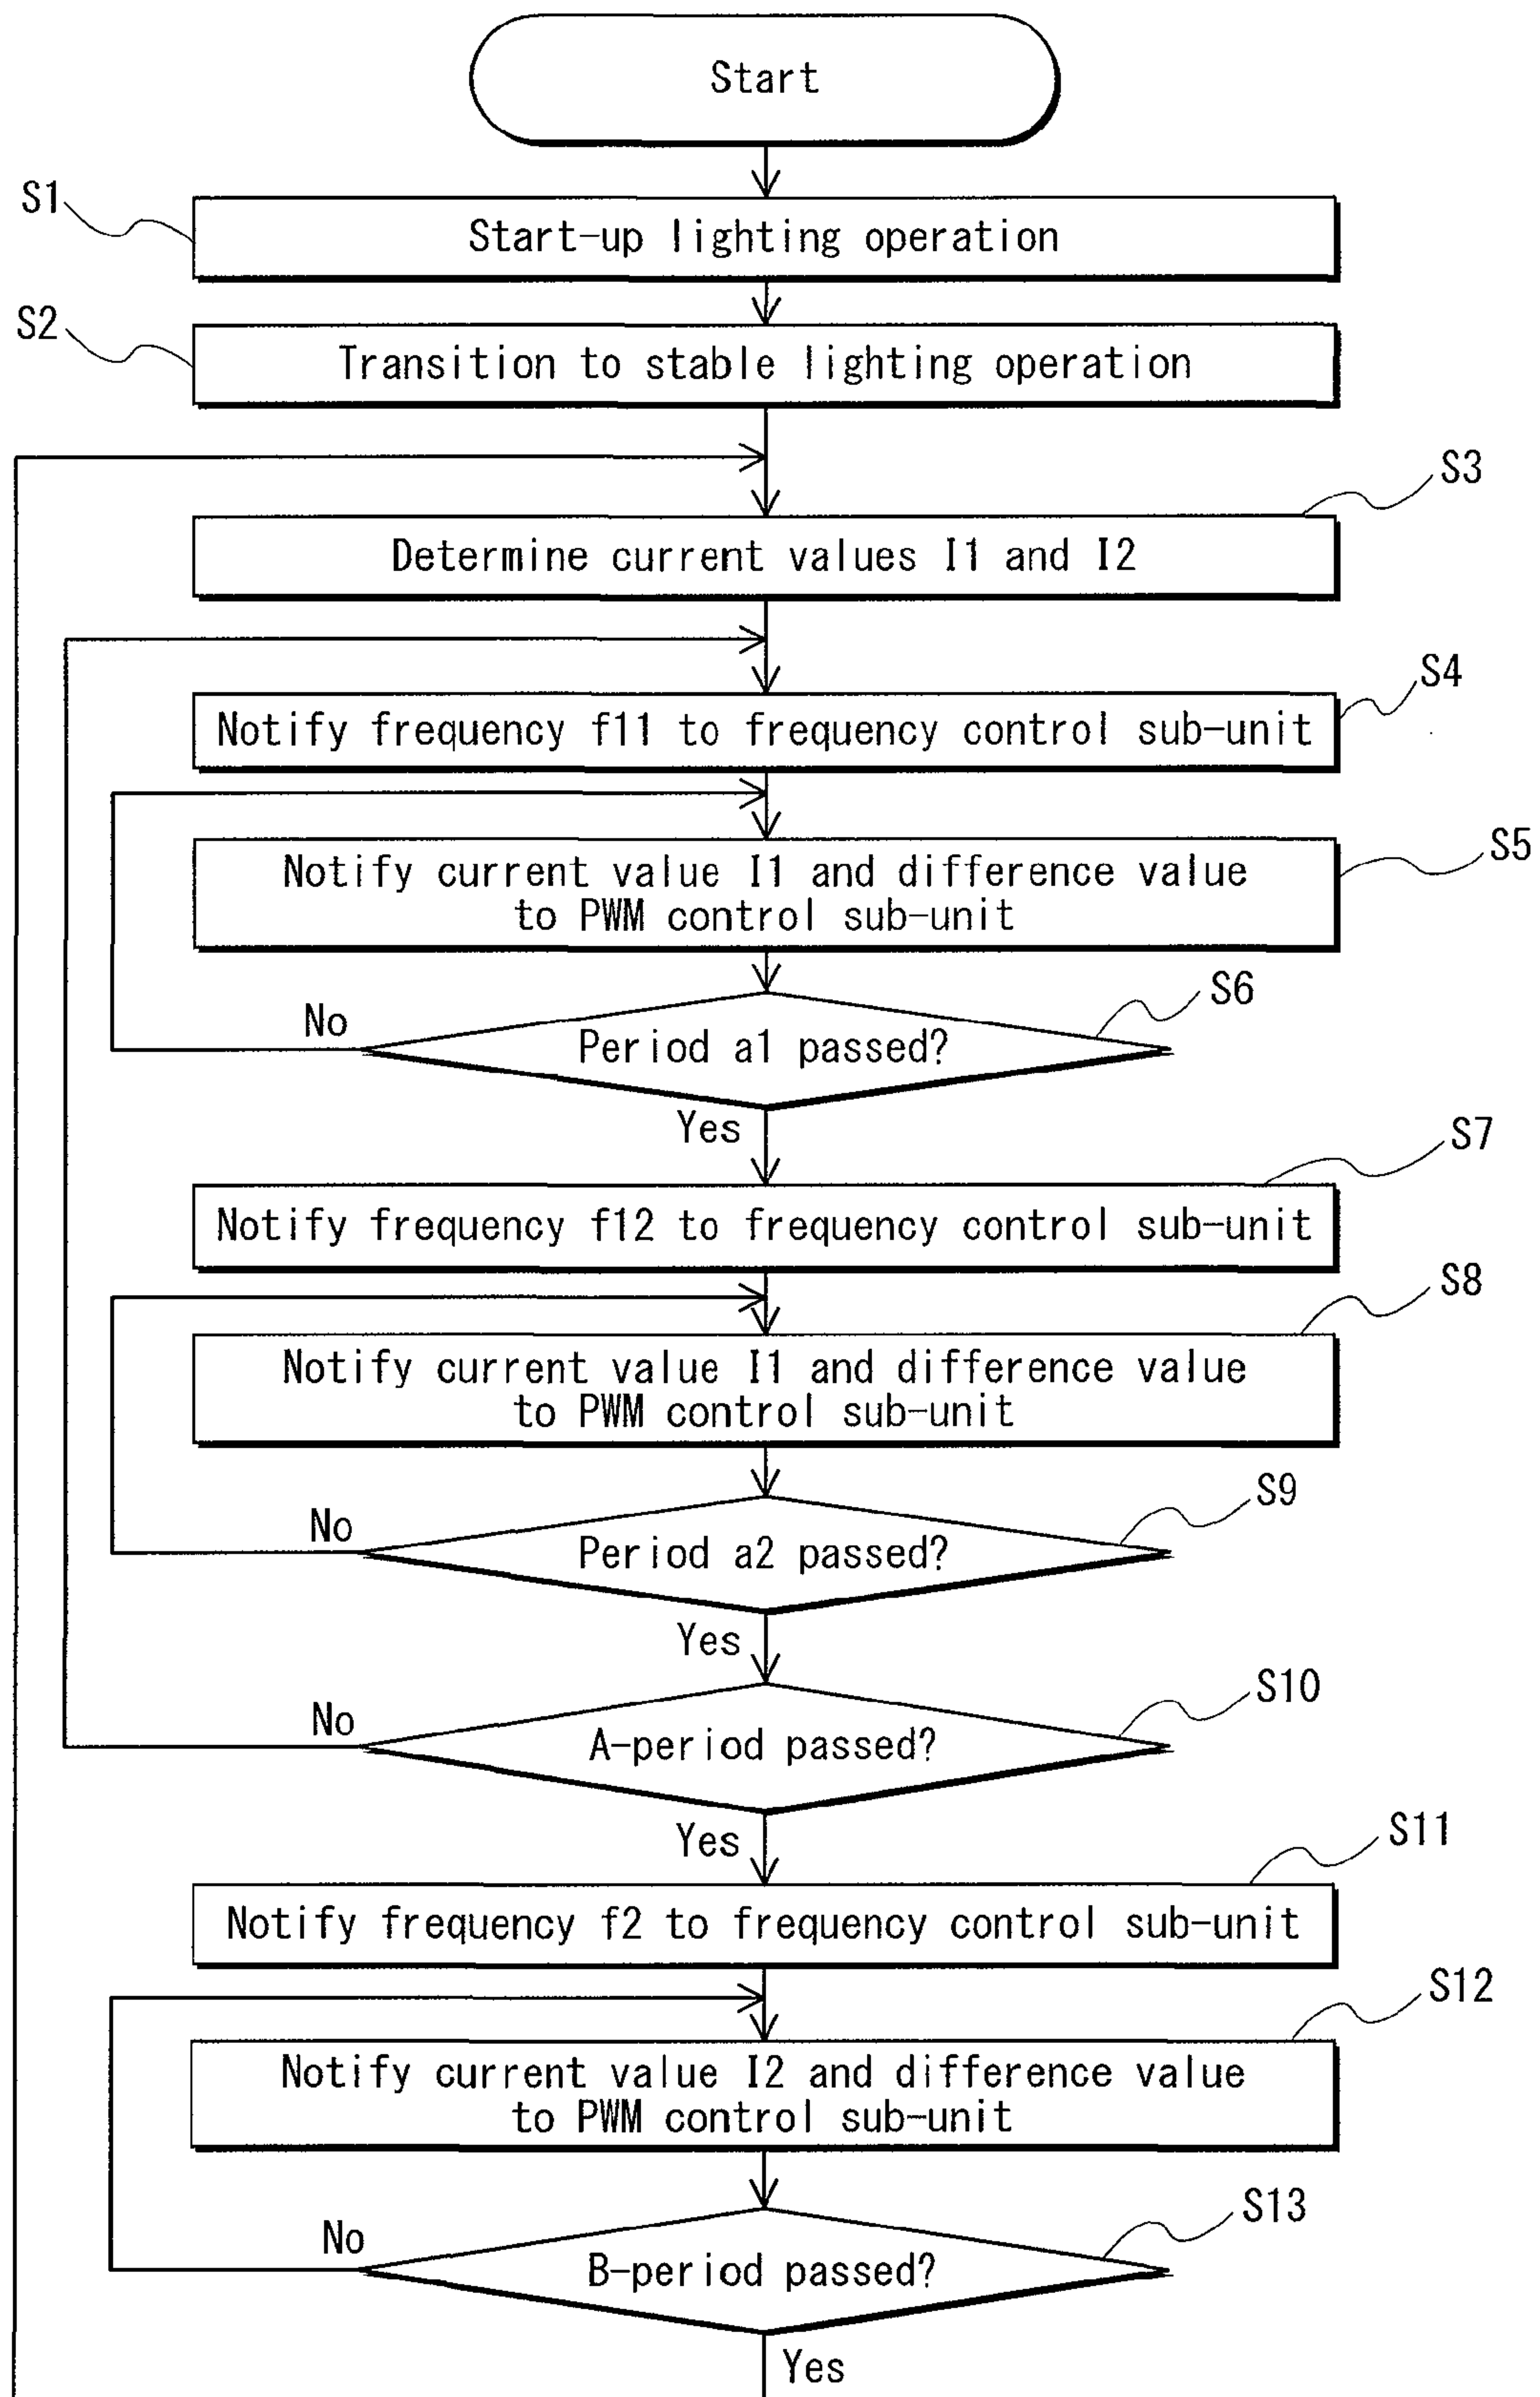 Start
S1
Start-up lighting operation
S2
Transition to stable lighting operation
S3
Determine current values I1 and I2
S4
Notify frequency f11 to frequency control sub-unit
S5
Notify current value I1 and difference value
to PWM control sub-unit
S6
No
Period a1 passed?
Yes
S7
Notify frequency f12 to frequency control sub-unit
S8
Notify current value I1 and difference value
to PWM control sub-unit
S9
No
Period a2 passed?
Yes
S10
No
A-period passed?
Yes
S11
Notify frequency f2 to frequency control sub-unit
S12
Notify current value I2 and difference value
to PWM control sub-unit
S13
No
B-period passed?
Yes